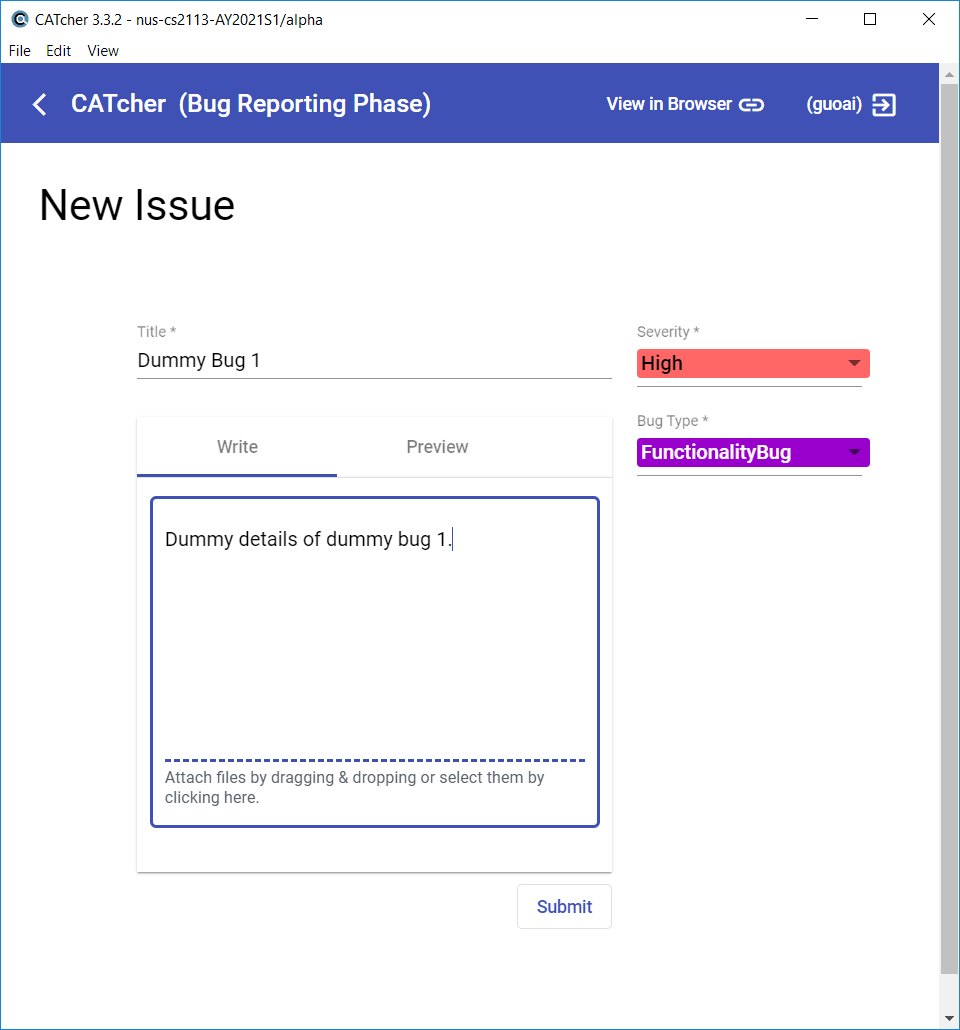 CATcher 3.3.2 - nus-cs2113-AY2021S1/alpha
File Edit View
CATcher (Bug Reporting Phase) View in Browser (guoai)
New Issue
Title * Severity *
Dummy Bug 1 High
Bug Type *
Write Preview FunctionalityBug
Dummy details of dummy bug 1.
Attach files by dragging & dropping or select them by
clicking here.
Submit